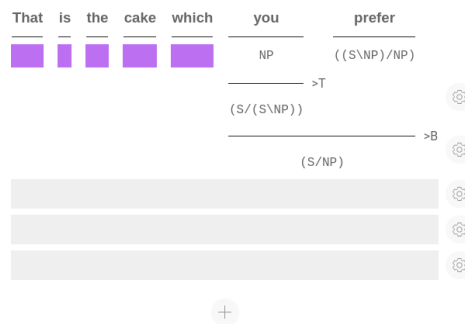 That is the cake which you prefer
NP ((S\NP)/NP)
>T
(S/(S\NP))
>B
(S/NP)